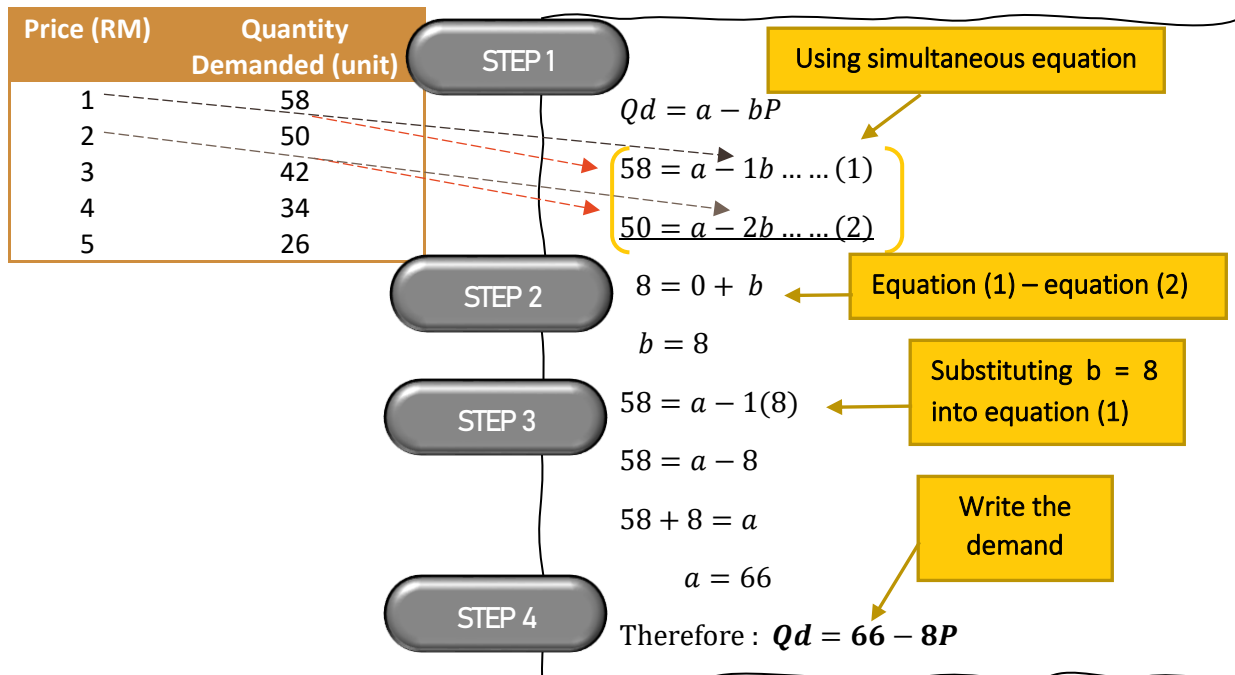 Price (RM) Quantity
Demanded (unit)
1 58
2 50
3 42
4 34
5 26
STEP 1
Using simultaneous equation
Qd = a − bP
58 = a − 1b … … (1)
50 = a − 2b … … (2)
STEP 2
8 = 0 + b
Equation (1) – equation (2)
b = 8
STEP 3
58 = a − 1(8)
Substituting b = 8
into equation (1)
58 = a − 8
58 + 8 = a
a = 66
Write the
demand
STEP 4
Therefore : Qd = 66 − 8P